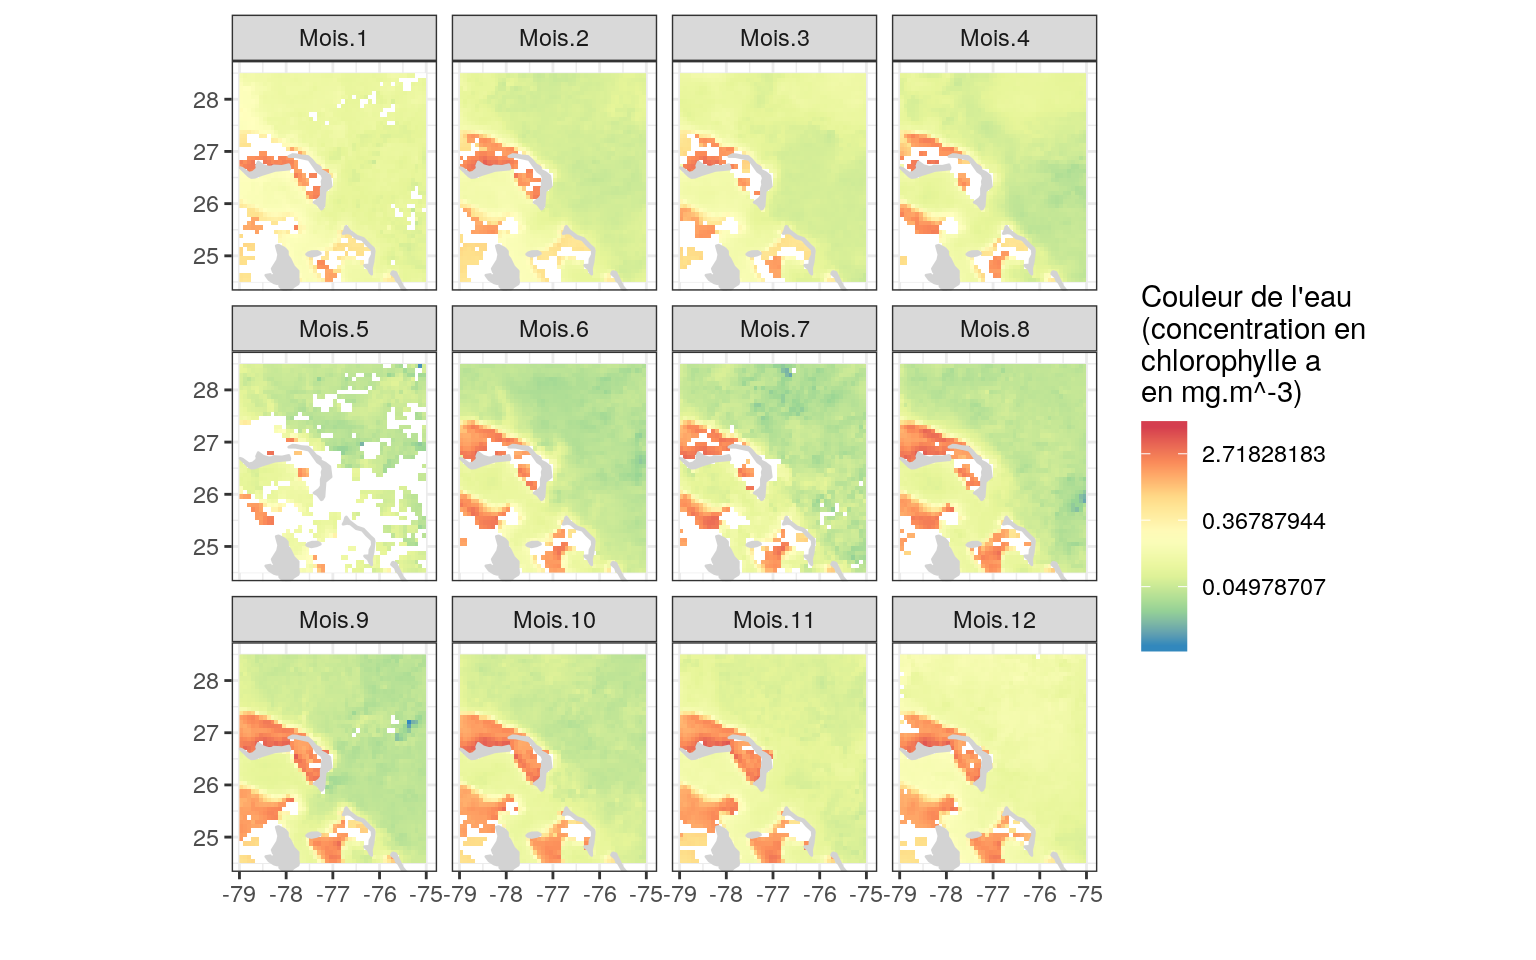 Mois.1 Mois.2 Mois.3 Mois.4
28
27
26
25
Mois.5 Mois.6 Mois.7 Mois.8
28
27
26
25
Mois.9 Mois.10 Mois.11 Mois.12
28
27
26
25
-79 -78 -77 -76 -75 -79 -78 -77 -76 -75 -79 -78 -77 -76 -75 -79 -78 -77 -76 -75
Couleur de l'eau
(concentration en
chlorophylle a
en mg.m^-3)
2.71828183
0.36787944
0.04978707